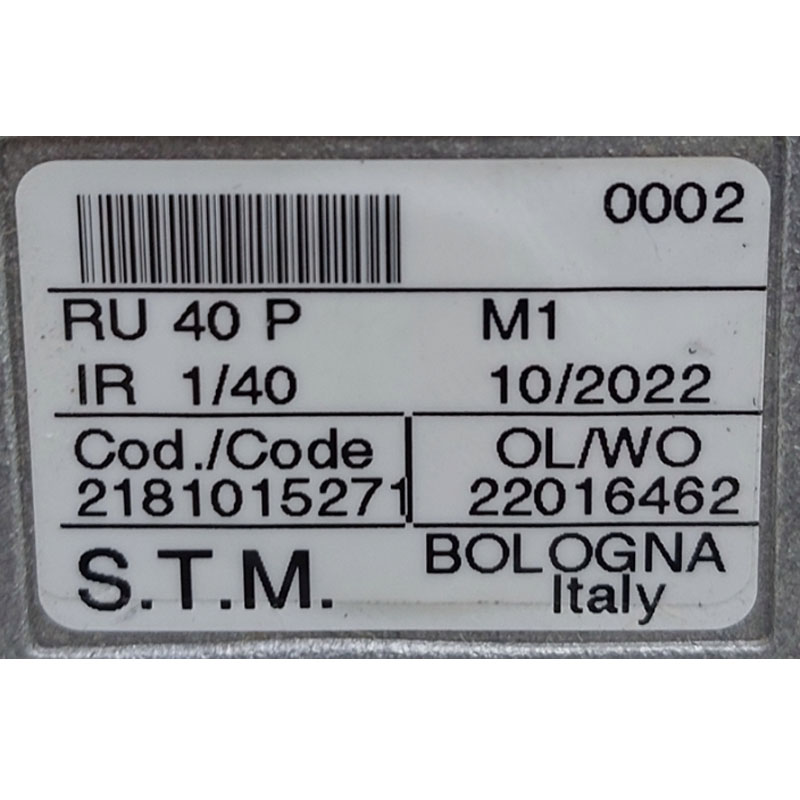 0002
RU 40 P M1
IR 1/40 10/2022
Cod./Code OL/WO
2181015271 22016462
S.T.M. BOLOGNA
Italy